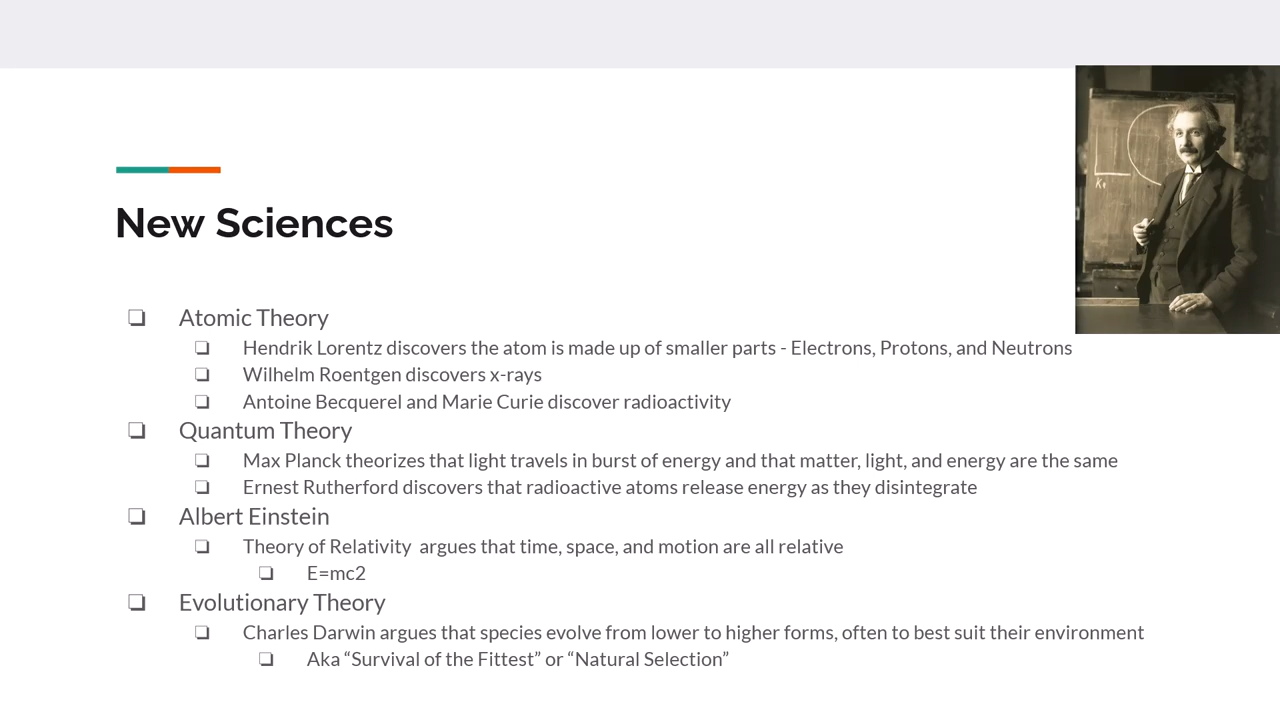 New Sciences
❏ Atomic Theory
❏ Hendrik Lorentz discovers the atom is made up of smaller parts - Electrons, Protons, and Neutrons
❏ Wilhelm Roentgen discovers x-rays
❏ Antoine Becquerel and Marie Curie discover radioactivity
❏ Quantum Theory
❏ Max Planck theorizes that light travels in burst of energy and that matter, light, and energy are the same
❏ Ernest Rutherford discovers that radioactive atoms release energy as they disintegrate
❏ Albert Einstein
❏ Theory of Relativity  argues that time, space, and motion are all relative
❏ E=mc2
❏ Evolutionary Theory
❏ Charles Darwin argues that species evolve from lower to higher forms, often to best suit their environment
❏ Aka “Survival of the Fittest” or “Natural Selection”